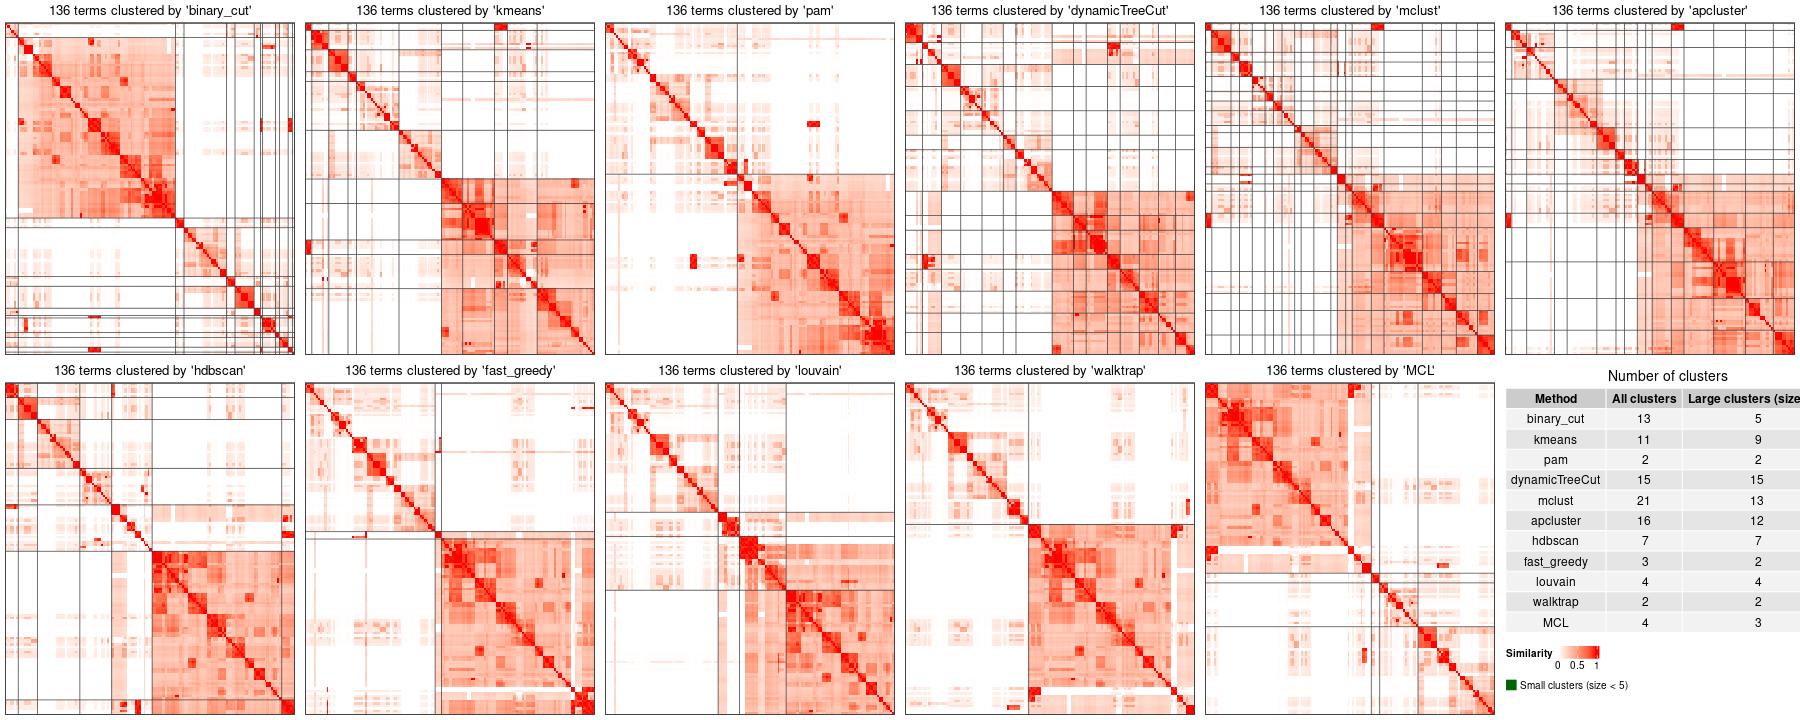 136 terms clustered by 'binary_cut'
136 terms clustered by 'kmeans'
136 terms clustered by 'pam'
136 terms clustered by 'dynamicTreeCut'
136 terms clustered by 'mclust'
136 terms clustered by 'apcluster'
136 terms clustered by 'hdbscan'
136 terms clustered by 'fast_greedy'
136 terms clustered by 'louvain'
136 terms clustered by 'walktrap'
136 terms clustered by 'MCL'
Number of clusters
Method All clusters Large clusters (size
binary_cut 13 5
kmeans 11 9
pam 2 2
dynamicTreeCut 15 15
mclust 21 13
apcluster 16 12
hdbscan 7 7
fast_greedy 3 2
louvain 4 4
walktrap 2 2
MCL 4 3
Similarity
0 0.5 1
Small clusters (size < 5)